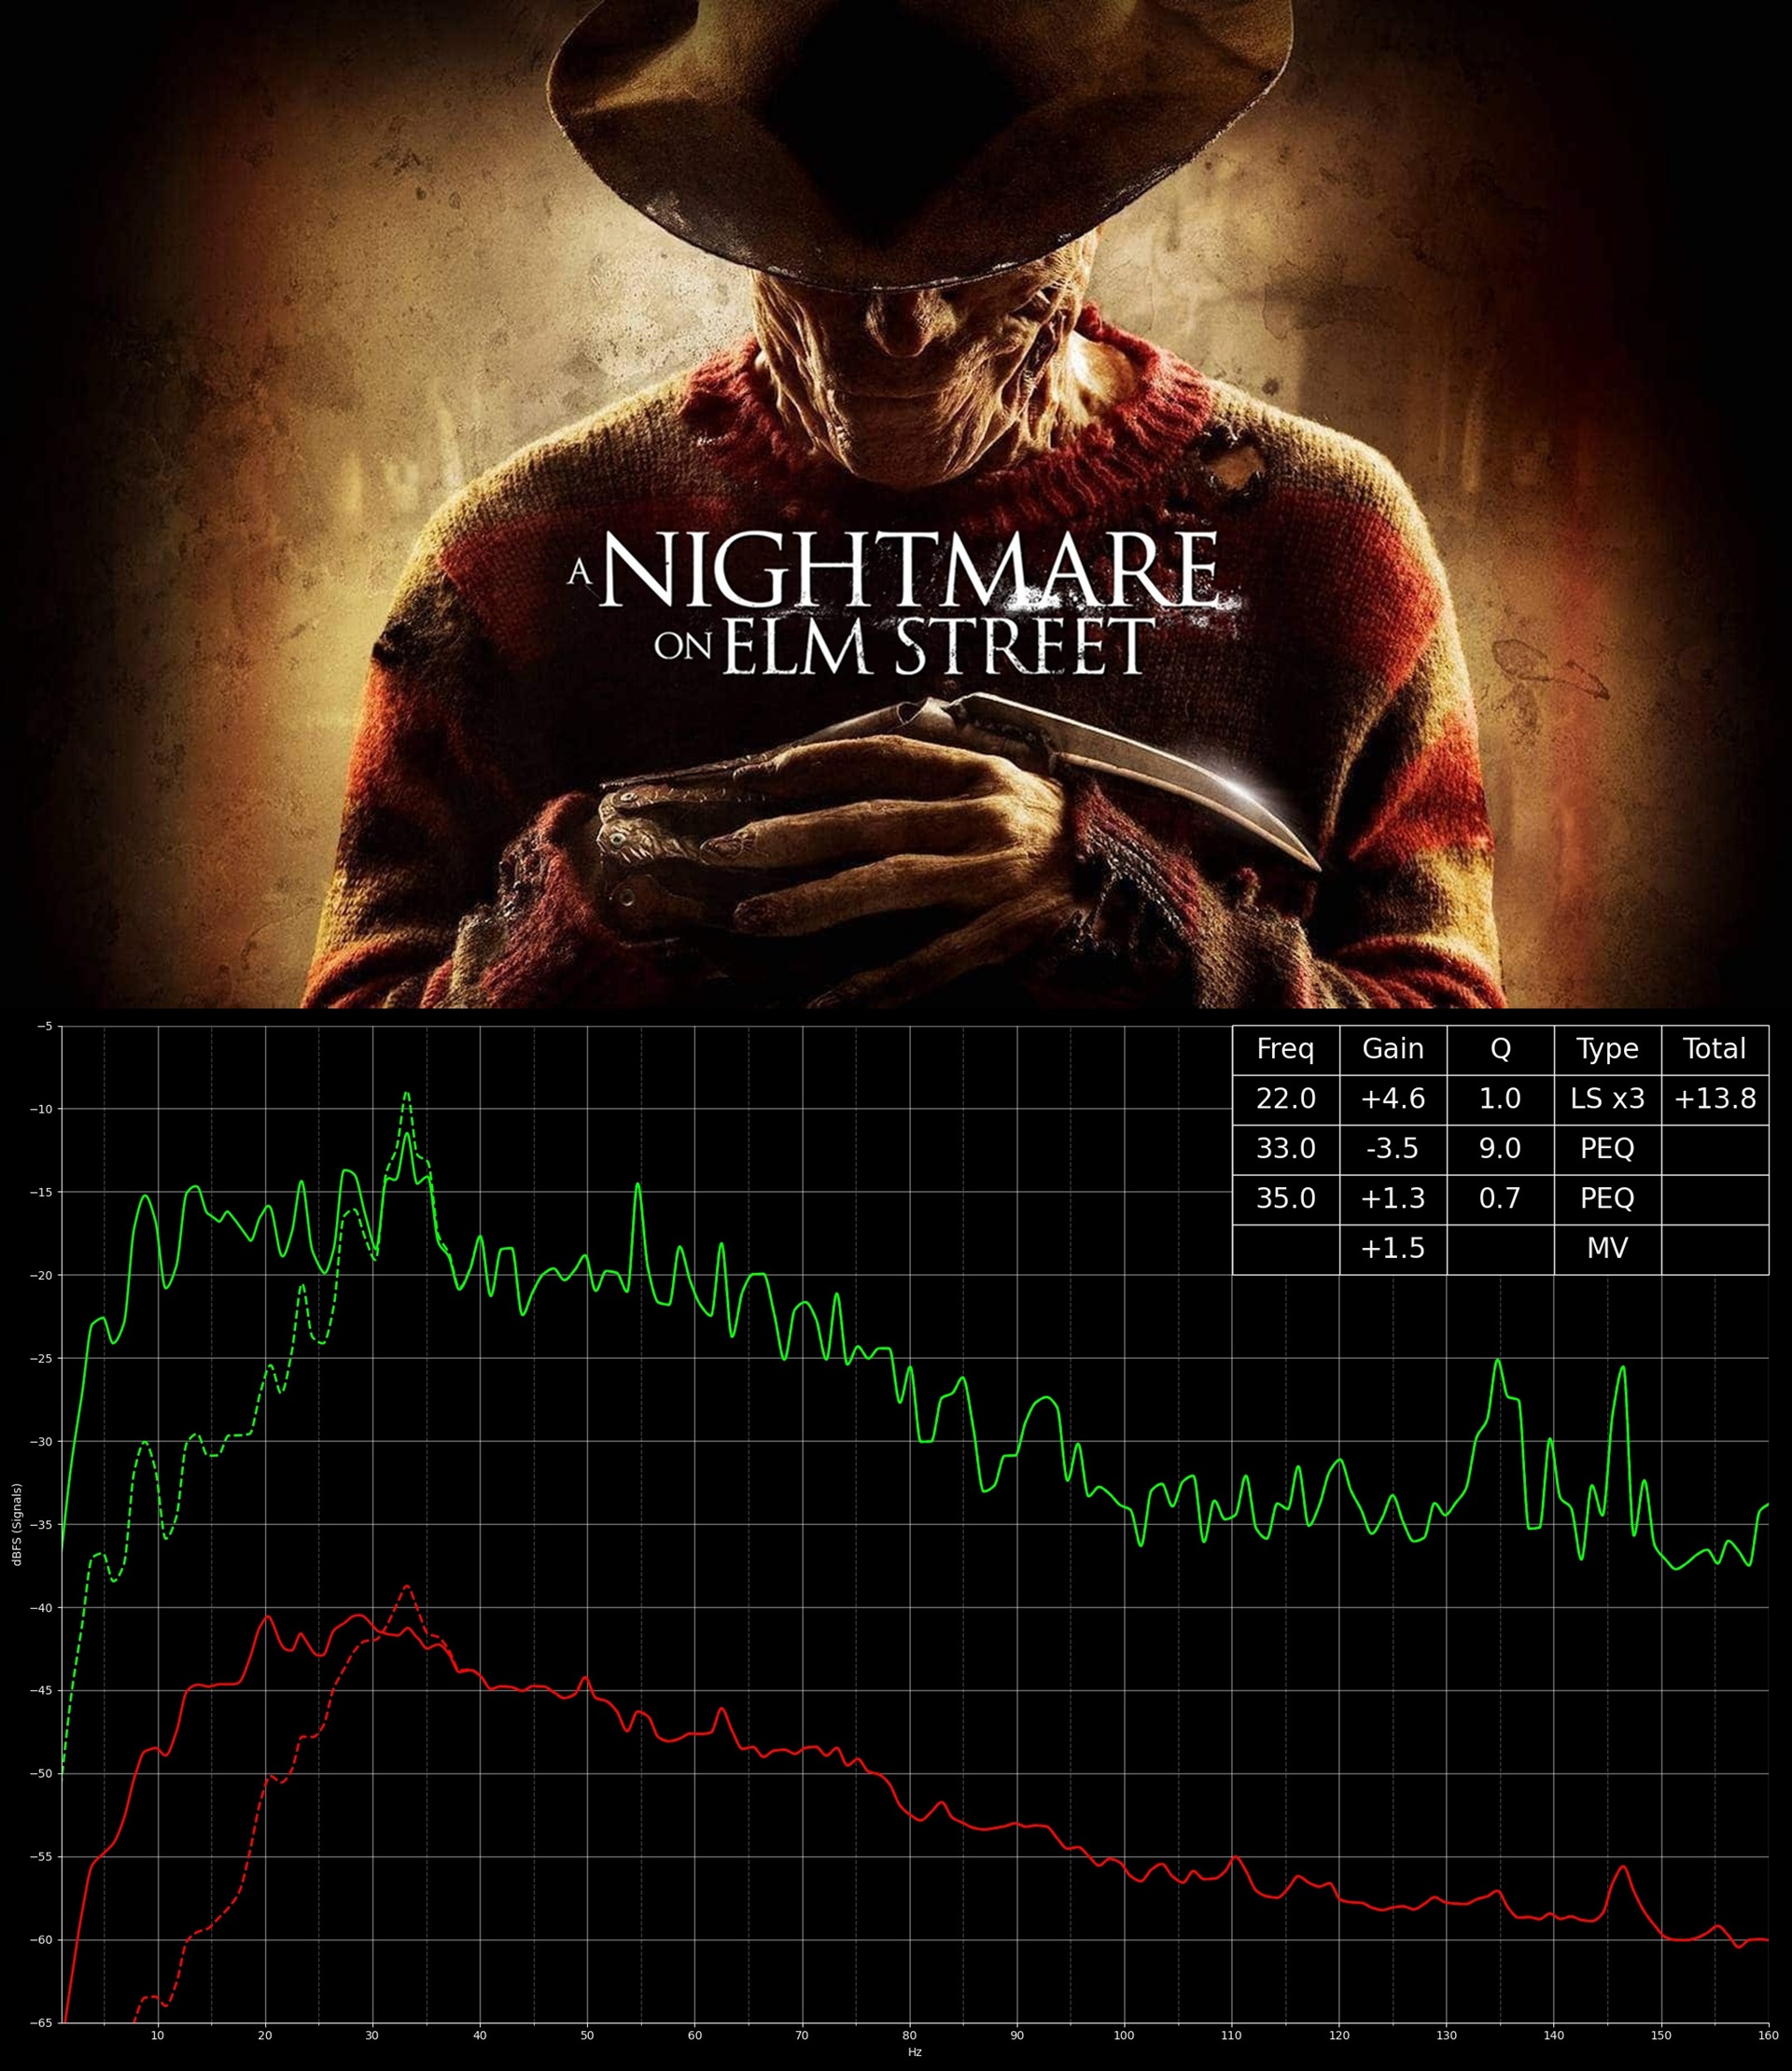 A NIGHTMARE
ON ELM STREET
Freq Gain Q Type Total
22.0 +4.6 1.0 LS x3 +13.8
33.0 -3.5 9.0 PEQ
35.0 +1.3 0.7 PEQ
+1.5 MV
dBFS (Signals)
−5
−10
−15
−20
−25
−30
−35
−40
−45
−50
−55
−60
−65
10 20 30 40 50 60 70 80 90 100 110 120 130 140 150 160
Hz